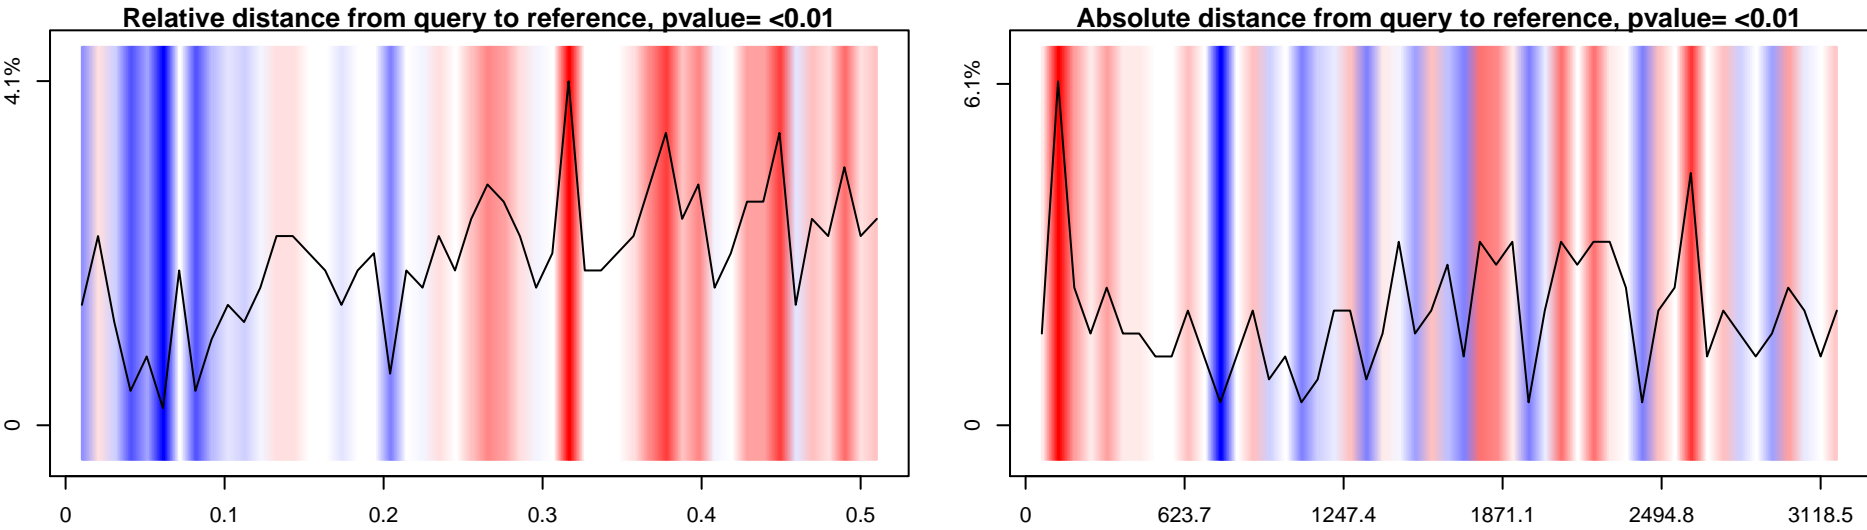 Relative distance from query to reference, pvalue= <0.01
4.1%
0
0 0.1 0.2 0.3 0.4 0.5
Absolute distance from query to reference, pvalue= <0.01
6.1%
0
0 623.7 1247.4 1871.1 2494.8 3118.5